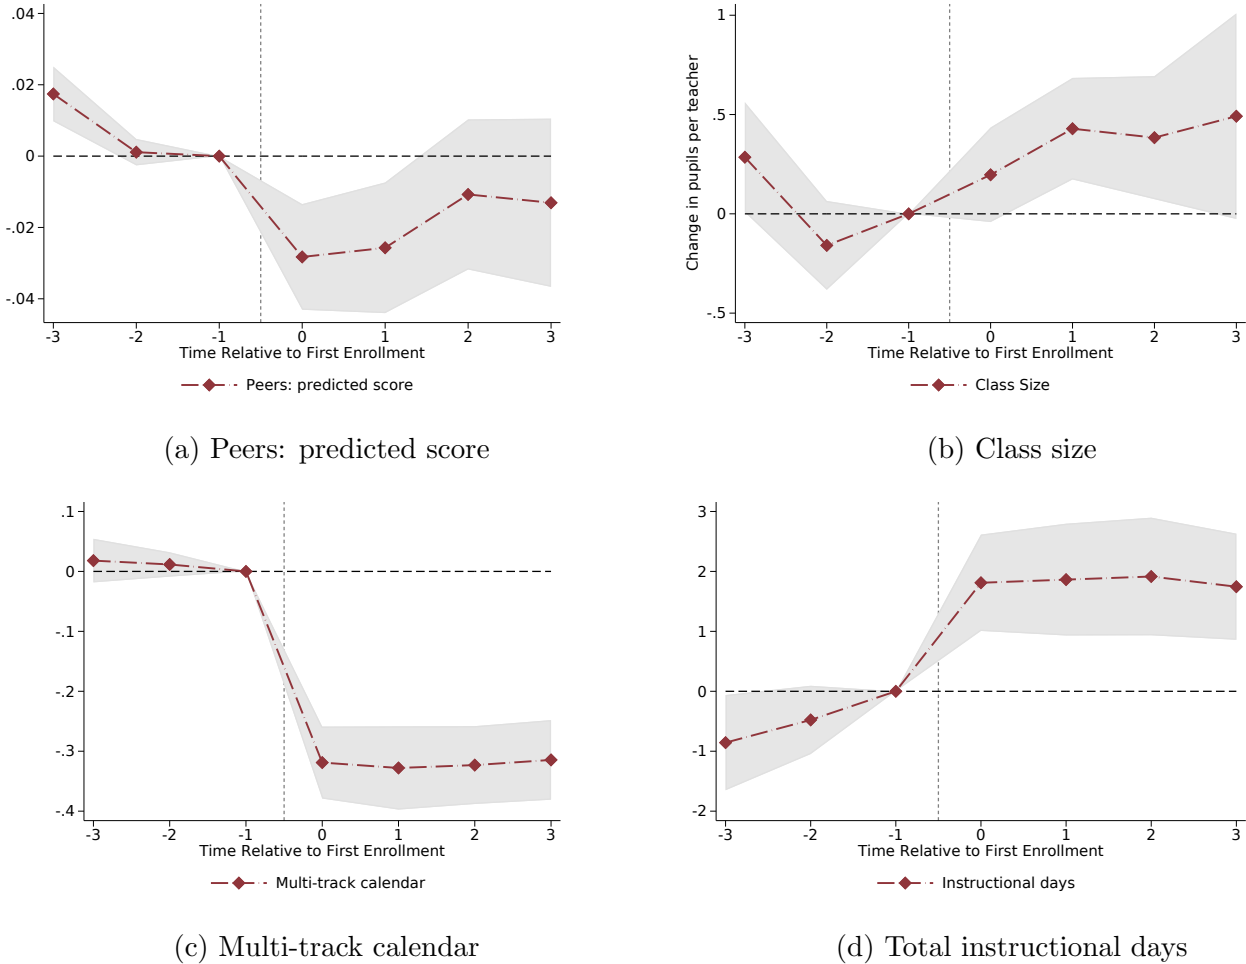 .04
.02
0
-.02
-.04
-3 -2 -1 0 1 2 3
Time Relative to First Enrollment
Peers: predicted score
(a) Peers: predicted score
Change in pupils per teacher
1
.5
0
-.5
-3 -2 -1 0 1 2 3
Time Relative to First Enrollment
Class Size
(b) Class size
.1
0
-.1
-.2
-.3
-.4
-3 -2 -1 0 1 2 3
Time Relative to First Enrollment
Multi-track calendar
(c) Multi-track calendar
3
2
1
0
-1
-2
-3 -2 -1 0 1 2 3
Time Relative to First Enrollment
Instructional days
(d) Total instructional days